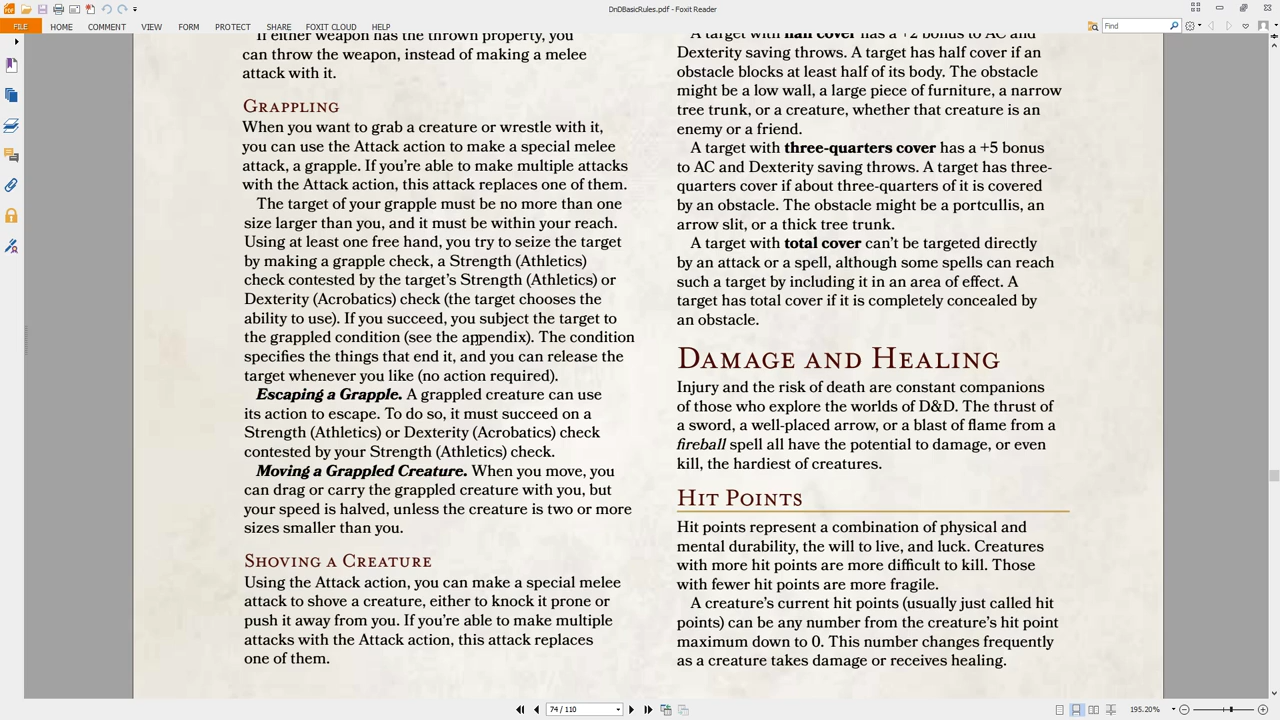 DnDBasicRules.pdf - Foxit Reader
FILE HOME COMMENT VIEW FORM PROTECT SHARE FOXIT CLOUD HELP
Find
If either weapon has the thrown property, you
can throw the weapon, instead of making a melee
attack with it.
Grappling
When you want to grab a creature or wrestle with it,
you can use the Attack action to make a special melee
attack, a grapple. If you’re able to make multiple attacks
with the Attack action, this attack replaces one of them.
The target of your grapple must be no more than one
size larger than you, and it must be within your reach.
Using at least one free hand, you try to seize the target
by making a grapple check, a Strength (Athletics)
check contested by the target’s Strength (Athletics) or
Dexterity (Acrobatics) check (the target chooses the
ability to use). If you succeed, you subject the target to
the grappled condition (see the appendix). The condition
specifies the things that end it, and you can release the
target whenever you like (no action required).
Escaping a Grapple. A grappled creature can use
its action to escape. To do so, it must succeed on a
Strength (Athletics) or Dexterity (Acrobatics) check
contested by your Strength (Athletics) check.
Moving a Grappled Creature. When you move, you
can drag or carry the grappled creature with you, but
your speed is halved, unless the creature is two or more
sizes smaller than you.
Shoving a Creature
Using the Attack action, you can make a special melee
attack to shove a creature, either to knock it prone or
push it away from you. If you’re able to make multiple
attacks with the Attack action, this attack replaces
one of them.
A target with half cover has a +2 bonus to AC and
Dexterity saving throws. A target has half cover if an
obstacle blocks at least half of its body. The obstacle
might be a low wall, a large piece of furniture, a narrow
tree trunk, or a creature, whether that creature is an
enemy or a friend.
A target with three-quarters cover has a +5 bonus
to AC and Dexterity saving throws. A target has three-
quarters cover if about three-quarters of it is covered
by an obstacle. The obstacle might be a portcullis, an
arrow slit, or a thick tree trunk.
A target with total cover can’t be targeted directly
by an attack or a spell, although some spells can reach
such a target by including it in an area of effect. A
target has total cover if it is completely concealed by
an obstacle.
Damage and Healing
Injury and the risk of death are constant companions
of those who explore the worlds of D&D. The thrust of
a sword, a well-placed arrow, or a blast of flame from a
fireball spell all have the potential to damage, or even
kill, the hardiest of creatures.
Hit Points
Hit points represent a combination of physical and
mental durability, the will to live, and luck. Creatures
with more hit points are more difficult to kill. Those
with fewer hit points are more fragile.
A creature’s current hit points (usually just called hit
points) can be any number from the creature’s hit point
maximum down to 0. This number changes frequently
as a creature takes damage or receives healing.
74 / 110
195.20%